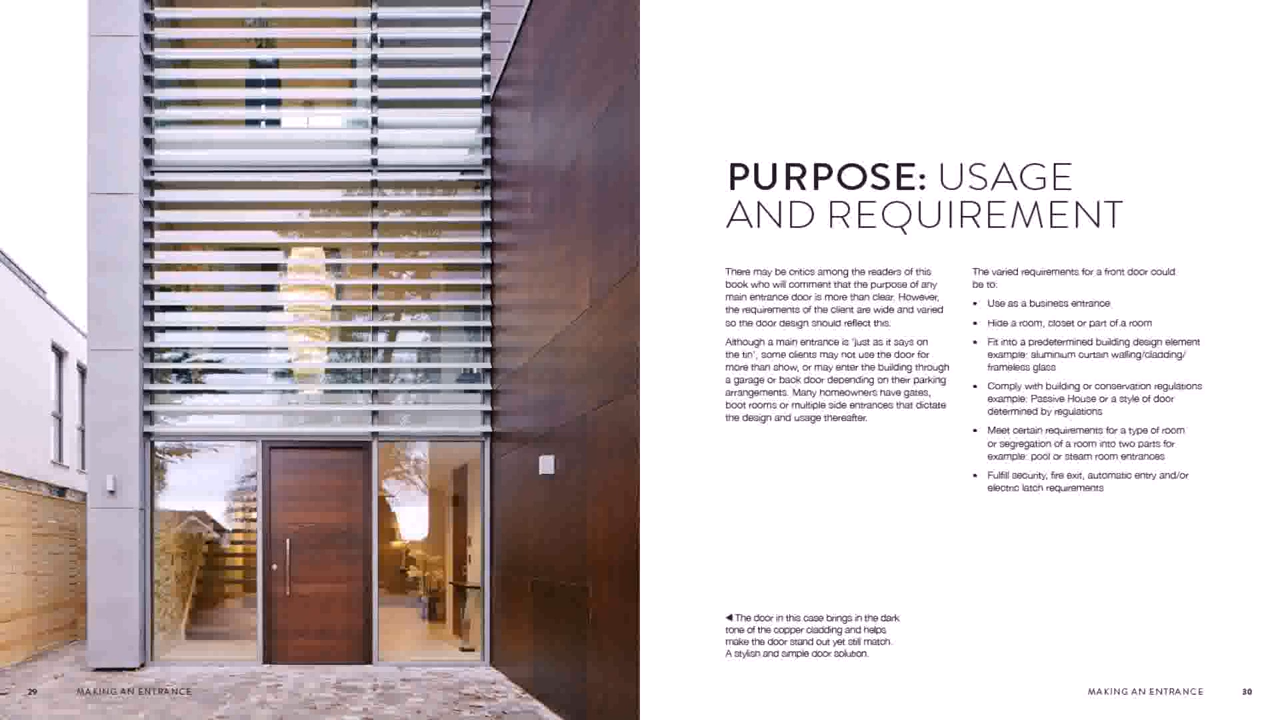 PURPOSE: USAGE
AND REQUIREMENT
There may be critics among the readers of this
book who will comment that the purpose of any
main entrance door is more than clear. However,
the requirements of the client are wide and varied
so the door design should reflect this.
Although a main entrance is 'just as it says on
the tin', some clients may not use the door for
more than show, or may enter the building through
a garage or back door depending on their parking
arrangements. Many homeowners have gates,
boot rooms or multiple side entrances that dictate
the design and usage thereafter.
The varied requirements for a front door could
be to:
• Use as a business entrance
• Hide a room, closet or part of a room
• Fit into a predetermined building design element
example: aluminium curtain walling/cladding/
frameless glass
• Comply with building or conservation regulations
example: Passive House or a style of door
determined by regulations
• Meet certain requirements for a type of room
or segregation of a room into two parts for
example: pool or steam room entrances
• Fulfill security, fire exit, automatic entry and/or
electric latch requirements
◀ The door in this case brings in the dark
tone of the copper cladding and helps
make the door stand out yet still match.
A stylish and simple door solution.
29 MAKING AN ENTRANCE
MAKING AN ENTRANCE 30